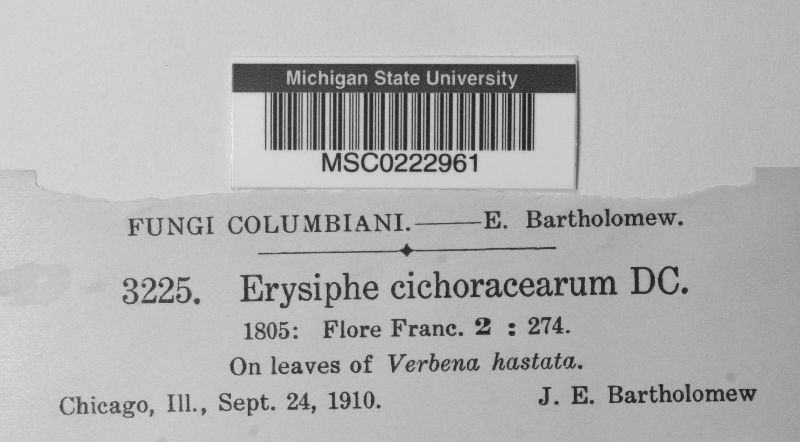 Michigan State University
MSC0222961
FUNGI COLUMBIANI.——E. Bartholomew.
3225. Erysiphe cichoracearum DC.
1805: Flore Franc. 2 : 274.
On leaves of Verbena hastata.
Chicago, Ill., Sept. 24, 1910. J. E. Bartholomew